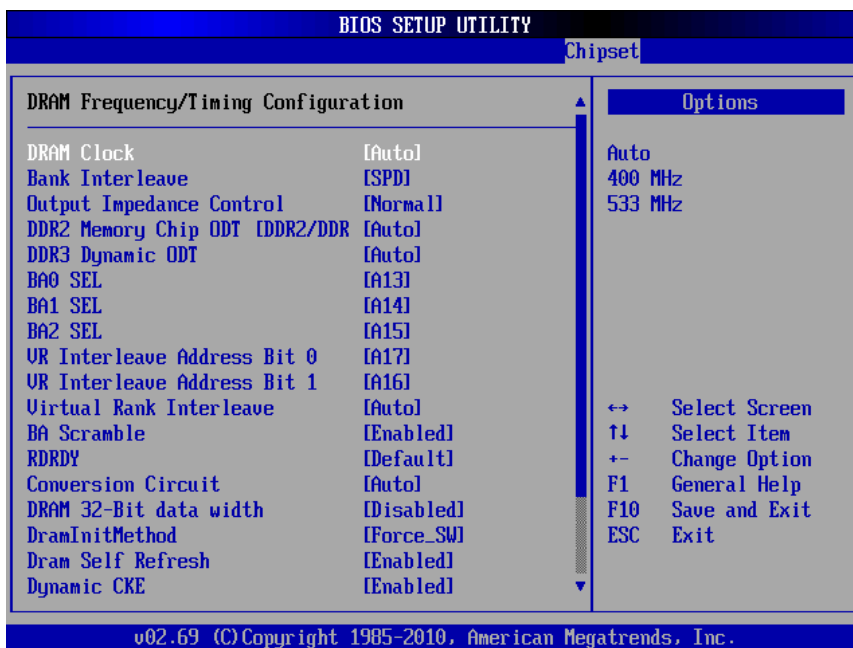 BIOS SETUP UTILITY
Chipset
DRAM Frequency/Timing Configuration
DRAM Clock [Auto]
Bank Interleave [SPD]
Output Impedance Control [Normal]
DDR2 Memory Chip ODT [DDR2/DDR [Auto]
DDR3 Dynamic ODT [Auto]
BA0 SEL [A13]
BA1 SEL [A14]
BA2 SEL [A15]
VR Interleave Address Bit 0 [A17]
VR Interleave Address Bit 1 [A16]
Virtual Rank Interleave [Auto]
BA Scramble [Enabled]
RDRDY [Default]
Conversion Circuit [Auto]
DRAM 32-Bit data width [Disabled]
DramInitMethod [Force_SW]
Dram Self Refresh [Enabled]
Dynamic CKE [Enabled]
Options
Auto
400 MHz
533 MHz
↔ Select Screen
↑↓ Select Item
+- Change Option
F1 General Help
F10 Save and Exit
ESC Exit
v02.69 (C)Copyright 1985-2010, American Megatrends, Inc.